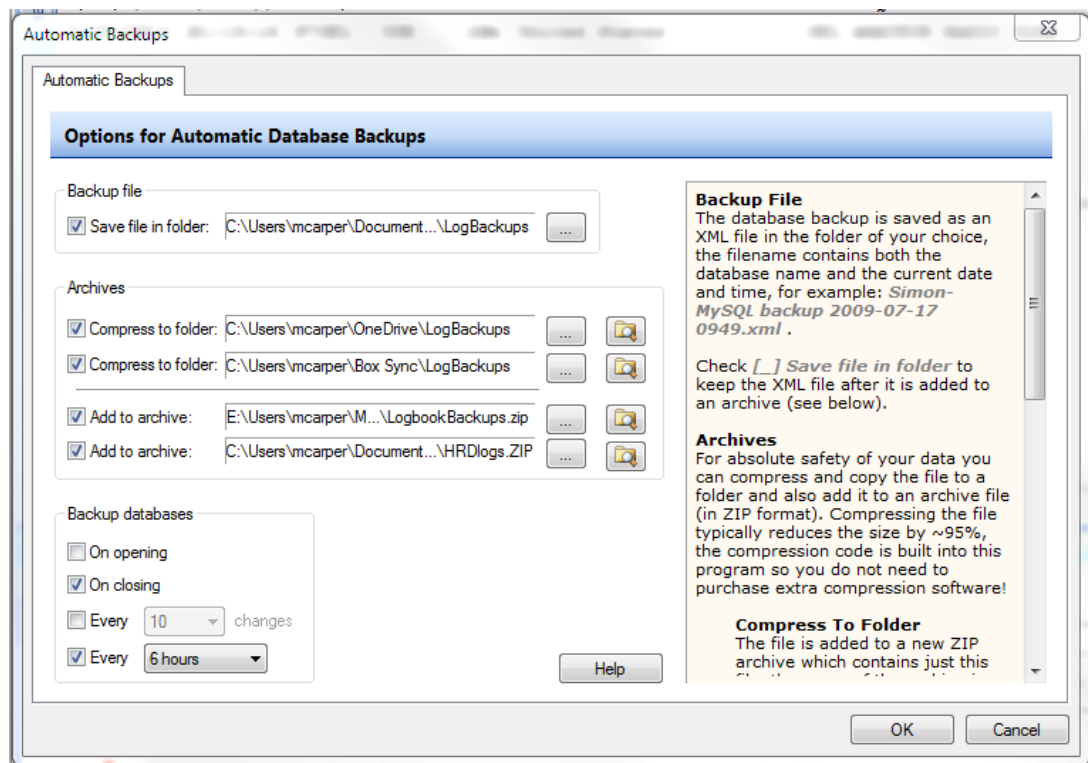 Automatic Backups
Automatic Backups
Options for Automatic Database Backups
Backup file
Save file in folder: C:\Users\mcarper\Document...\LogBackups ...
Archives
Compress to folder: C:\Users\mcarper\OneDrive\LogBackups ...
Compress to folder: C:\Users\mcarper\Box Sync\LogBackups ...
Add to archive: E:\Users\mcarper\M...\LogbookBackups.zip ...
Add to archive: C:\Users\mcarper\Document...\HRDlogs.ZIP ...
Backup databases
On opening
On closing
Every 10 changes
Every 6 hours
Help
Backup File
The database backup is saved as an
XML file in the folder of your choice,
the filename contains both the
database name and the current date
and time, for example: Simon-
MySQL backup 2009-07-17
0949.xml .
Check [_] Save file in folder to
keep the XML file after it is added to
an archive (see below).
Archives
For absolute safety of your data you
can compress and copy the file to a
folder and also add it to an archive file
(in ZIP format). Compressing the file
typically reduces the size by ~95%,
the compression code is built into this
program so you do not need to
purchase extra compression software!
Compress To Folder
The file is added to a new ZIP
archive which contains just this
OK Cancel